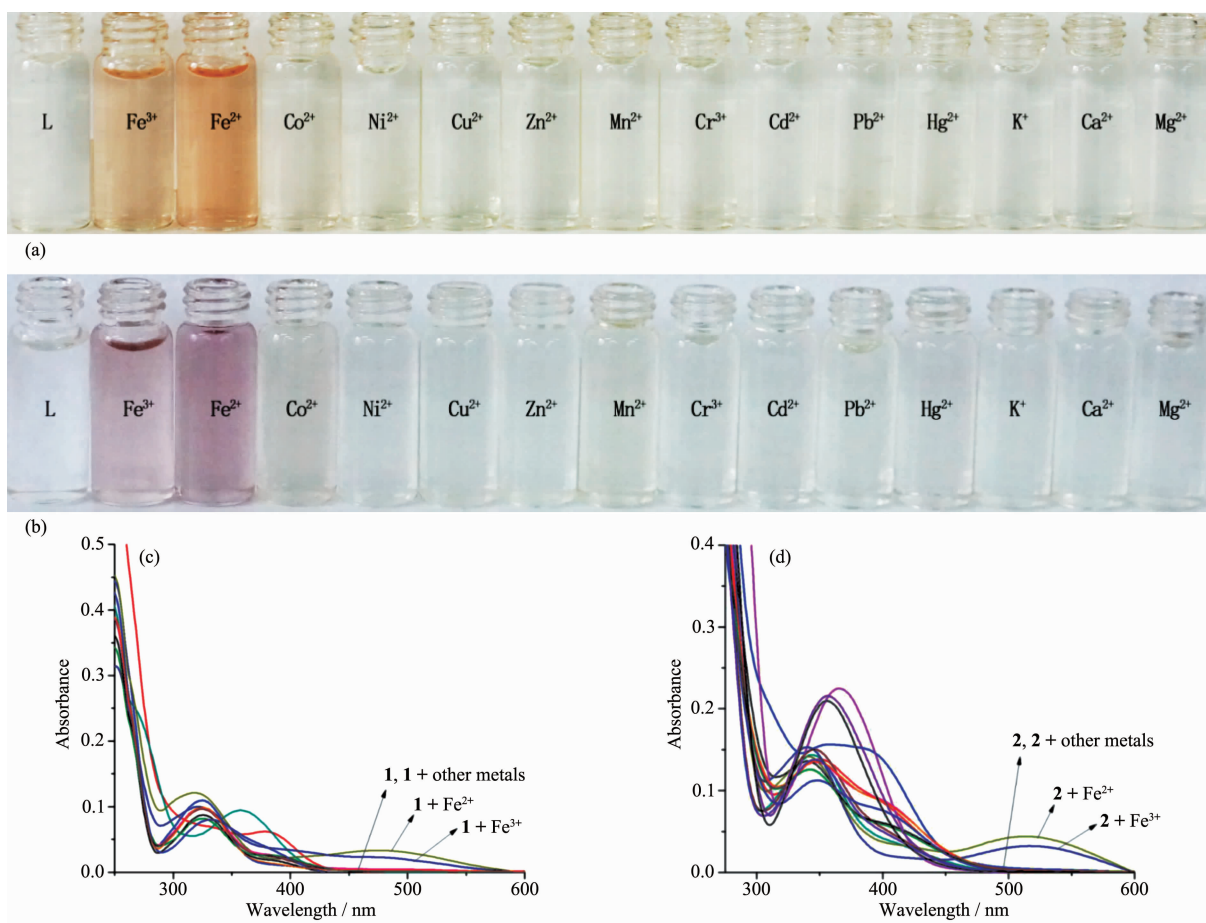 L Fe³⁺ Fe²⁺ Co²⁺ Ni²⁺ Cu²⁺ Zn²⁺ Mn²⁺ Cr³⁺ Cd²⁺ Pb²⁺ Hg²⁺ K⁺ Ca²⁺ Mg²⁺
(a)
L Fe³⁺ Fe²⁺ Co²⁺ Ni²⁺ Cu²⁺ Zn²⁺ Mn²⁺ Cr³⁺ Cd²⁺ Pb²⁺ Hg²⁺ K⁺ Ca²⁺ Mg²⁺
(b)
(c)
Absorbance
0.5
0.4
0.3
0.2
0.1
0.0
1, 1 + other metals
1 + Fe²⁺
1 + Fe³⁺
300 400 500 600
Wavelength / nm
(d)
Absorbance
0.4
0.3
0.2
0.1
0.0
2, 2 + other metals
2 + Fe²⁺
2 + Fe³⁺
300 400 500 600
Wavelength / nm